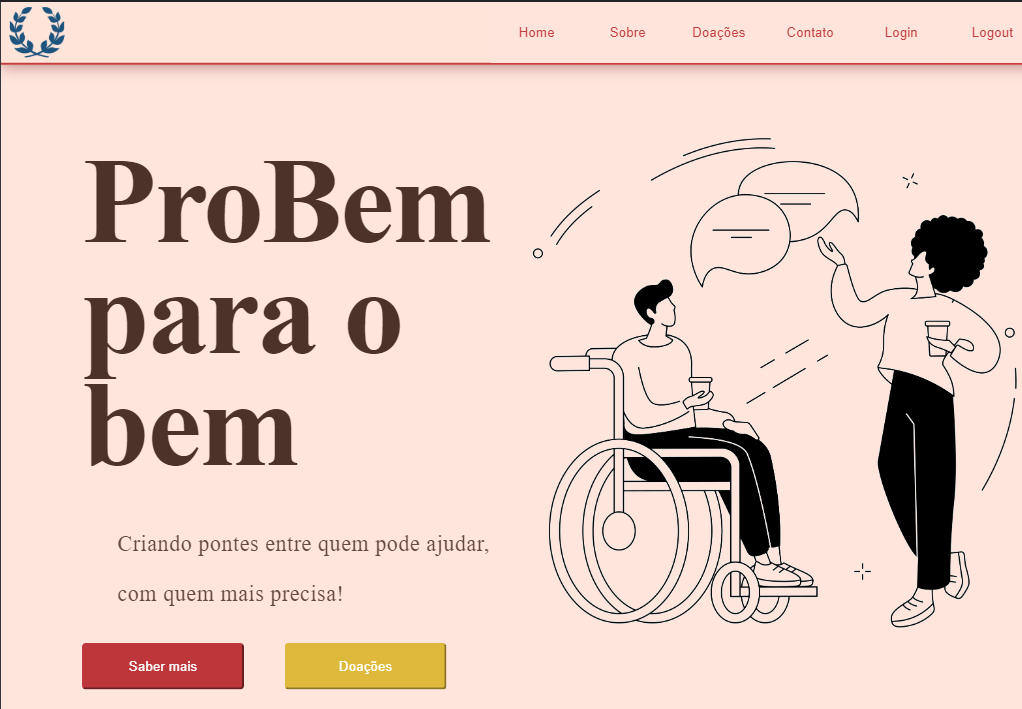 Home Sobre Doações Contato Login Logout
ProBem
para o
bem
Criando pontes entre quem pode ajudar,
com quem mais precisa!
Saber mais Doações